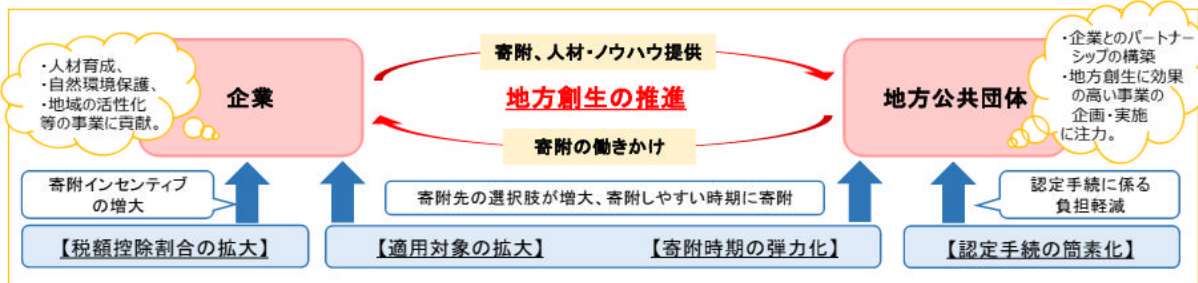 ・人材育成、
・自然環境保護、
・地域の活性化
等の事業に貢献。
企業
寄附、人材・ノウハウ提供
地方創生の推進
寄附の働きかけ
地方公共団体
・企業とのパートナー
シップの構築
・地方創生に効果
の高い事業の
企画・実施
に注力。
寄附インセンティブ
の増大
寄附先の選択肢が増大、寄附しやすい時期に寄附
認定手続に係る
負担軽減
【税額控除割合の拡大】
【適用対象の拡大】
【寄附時期の弾力化】
【認定手続の簡素化】